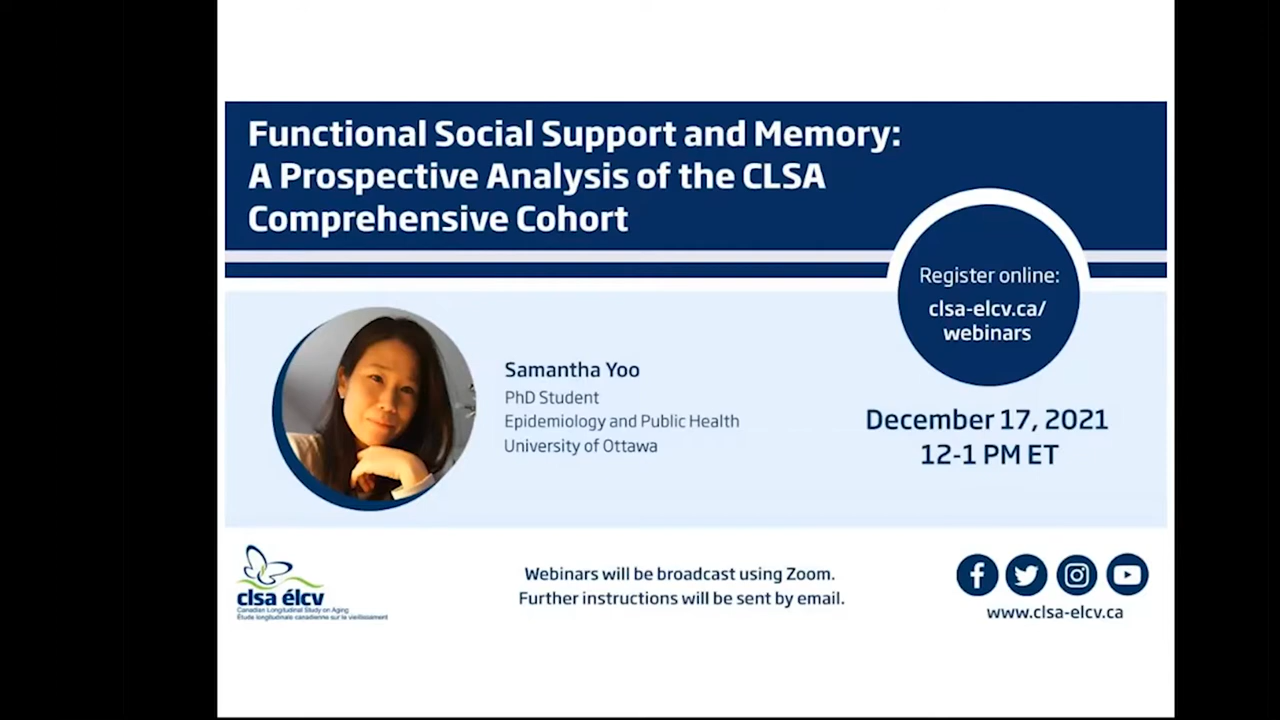 Functional Social Support and Memory:
A Prospective Analysis of the CLSA
Comprehensive Cohort
Register online:
clsa-elcv.ca/
webinars
Samantha Yoo
PhD Student
Epidemiology and Public Health
University of Ottawa
December 17, 2021
12-1 PM ET
clsa élcv
Canadian Longitudinal Study on Aging
Étude longitudinale canadienne sur le vieillissement
Webinars will be broadcast using Zoom.
Further instructions will be sent by email.
www.clsa-elcv.ca